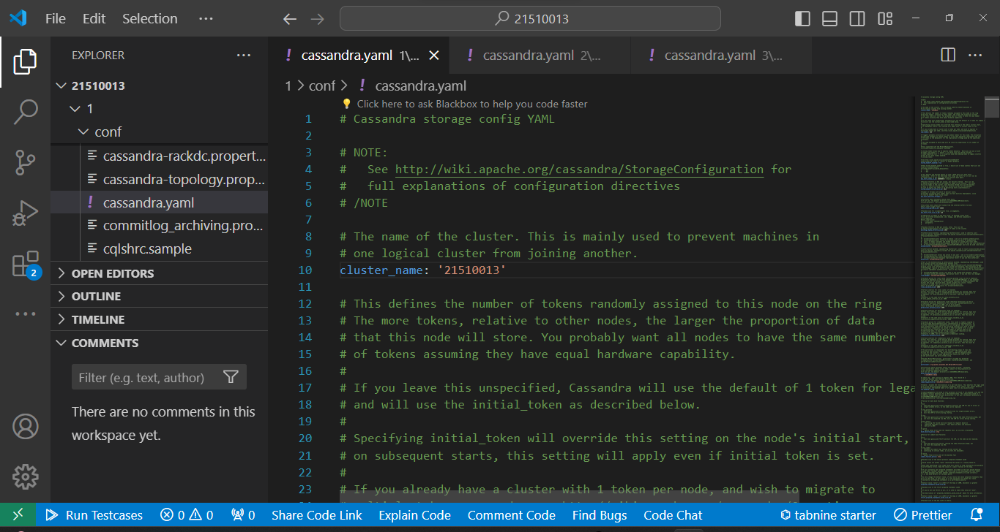 File Edit Selection ···
21510013
EXPLORER
21510013
1
conf
cassandra-rackdc.propert...
cassandra-topology.prop...
! cassandra.yaml
commitlog_archiving.pro...
cqlshrc.sample
OPEN EDITORS
OUTLINE
TIMELINE
COMMENTS
Filter (e.g. text, author)
There are no comments in this
workspace yet.
2
! cassandra.yaml 1\...
! cassandra.yaml 2\...
! cassandra.yaml 3\...
1 > conf > ! cassandra.yaml
Click here to ask Blackbox to help you code faster
1 # Cassandra storage config YAML
2
3 # NOTE:
4 #   See http://wiki.apache.org/cassandra/StorageConfiguration for
5 #   full explanations of configuration directives
6 # /NOTE
7
8 # The name of the cluster. This is mainly used to prevent machines in
9 # one logical cluster from joining another.
10 cluster_name: '21510013'
11
12 # This defines the number of tokens randomly assigned to this node on the ring
13 # The more tokens, relative to other nodes, the larger the proportion of data
14 # that this node will store. You probably want all nodes to have the same number
15 # of tokens assuming they have equal hardware capability.
16 #
17 # If you leave this unspecified, Cassandra will use the default of 1 token for lega
18 # and will use the initial_token as described below.
19 #
20 # Specifying initial_token will override this setting on the node's initial start,
21 # on subsequent starts, this setting will apply even if initial token is set.
22 #
23 # If you already have a cluster with 1 token per node, and wish to migrate to
Run Testcases 0 0 0 Share Code Link Explain Code Comment Code Find Bugs Code Chat tabnine starter Prettier